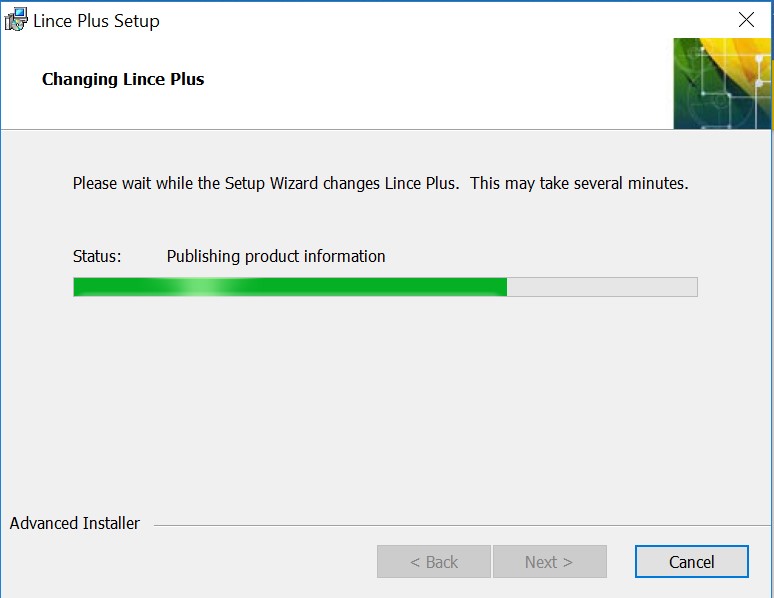 Lince Plus Setup
Changing Lince Plus
Please wait while the Setup Wizard changes Lince Plus.  This may take several minutes.
Status: Publishing product information
Advanced Installer
< Back Next > Cancel